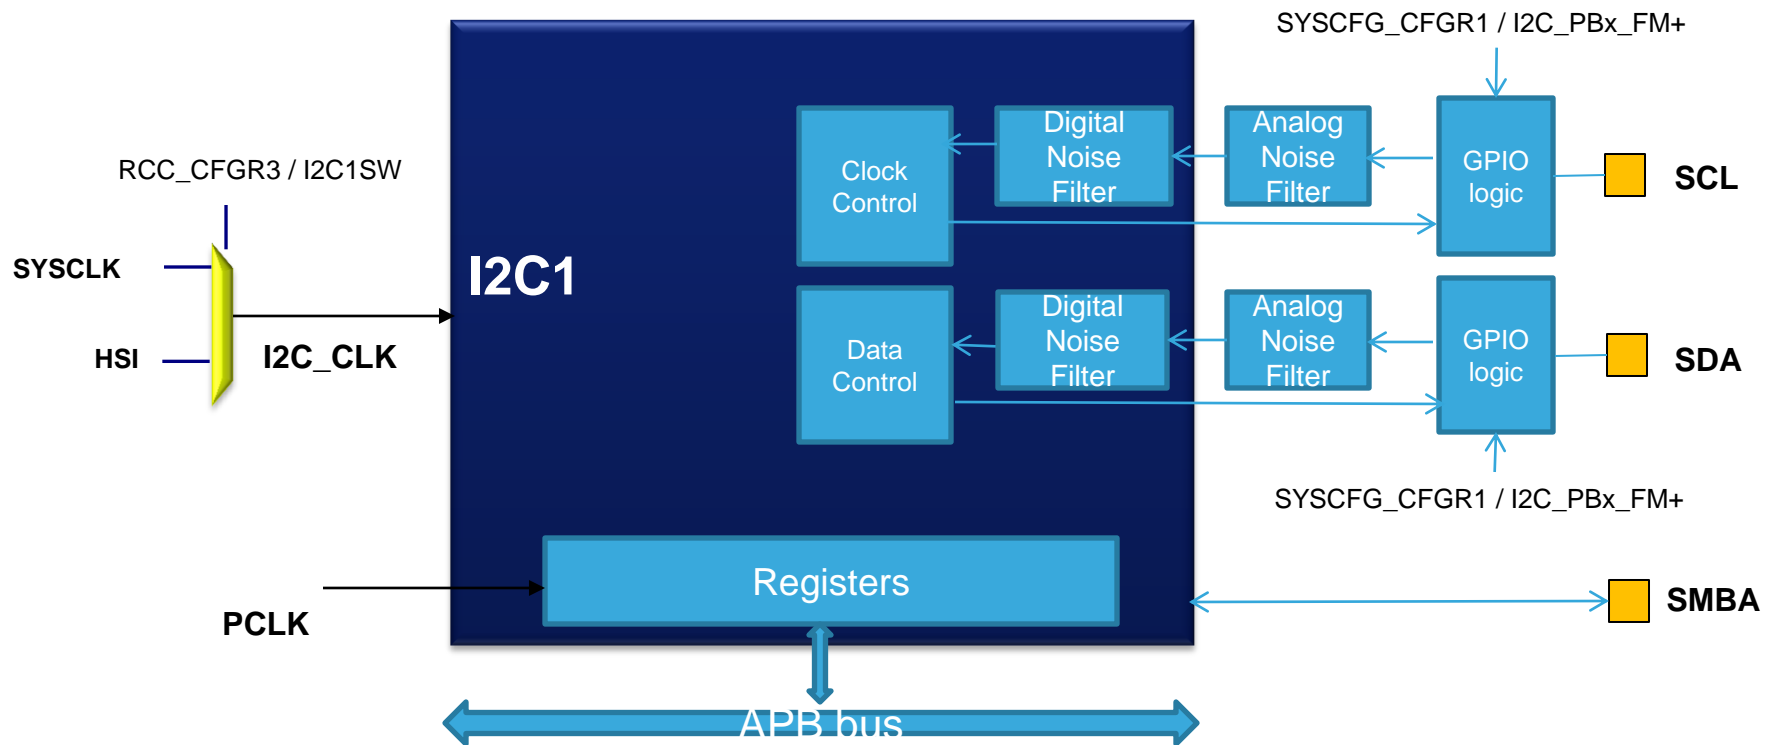 SYSCFG_CFGR1 / I2C_PBx_FM+
RCC_CFGR3 / I2C1SW
SYSCLK
HSI
I2C_CLK
I2C1
Clock
Control
Digital
Noise
Filter
Analog
Noise
Filter
GPIO
logic
SCL
Data
Control
Digital
Noise
Filter
Analog
Noise
Filter
GPIO
logic
SDA
SYSCFG_CFGR1 / I2C_PBx_FM+
PCLK
Registers
SMBA
APB bus